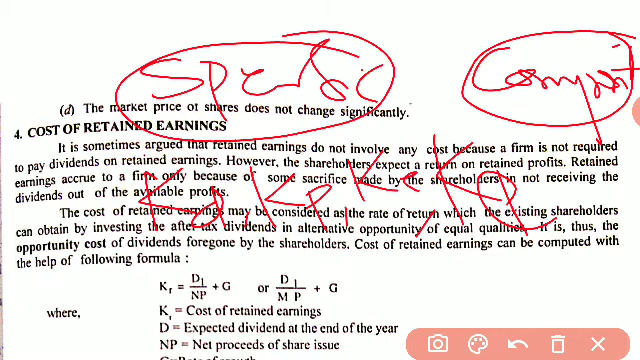 Specific
(d) The market price of shares does not change significantly.
4. COST OF RETAINED EARNINGS
It is sometimes argued that retained earnings do not involve any cost because a firm is not required
to pay dividends on retained earnings. However, the shareholders expect a return on retained profits. Retained
earnings accrue to a firm only because of some sacrifice made by the shareholders in not receiving the
dividends out of the available profits.
Kd, Kp, Ke, KR
The cost of retained earnings may be considered as the rate of return which the existing shareholders
can obtain by investing the after tax dividends in alternative opportunity of equal qualities. It is, thus, the
opportunity cost of dividends foregone by the shareholders. Cost of retained earnings can be computed with
the help of following formula :
Kr = D1/NP + G or D1/MP + G
where, Kr = Cost of retained earnings
D = Expected dividend at the end of the year
NP = Net proceeds of share issue